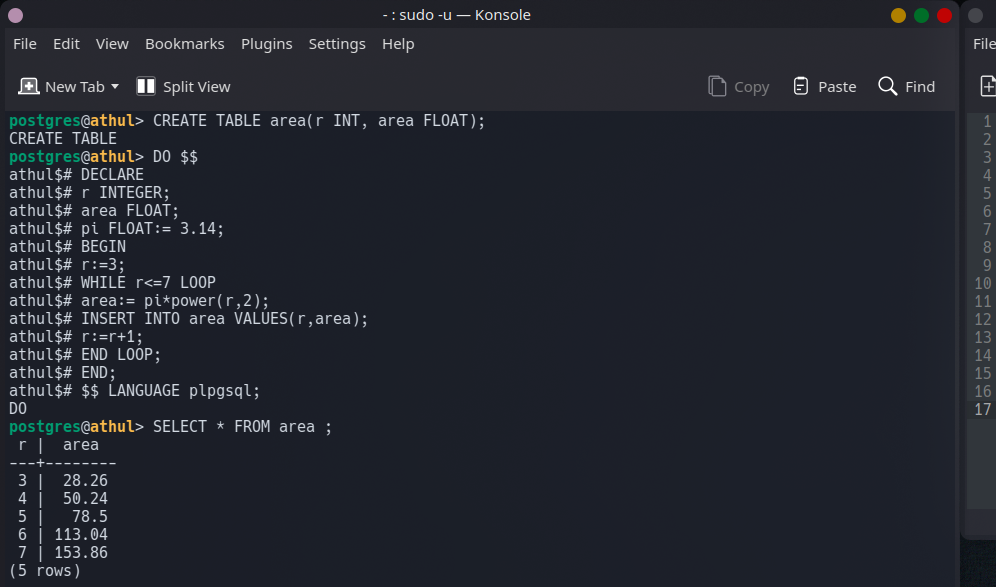 - : sudo -u — Konsole
File Edit View Bookmarks Plugins Settings Help
New Tab Split View Copy Paste Find
postgres@athul> CREATE TABLE area(r INT, area FLOAT);
CREATE TABLE
postgres@athul> DO $$
athul$# DECLARE
athul$# r INTEGER;
athul$# area FLOAT;
athul$# pi FLOAT:= 3.14;
athul$# BEGIN
athul$# r:=3;
athul$# WHILE r<=7 LOOP
athul$# area:= pi*power(r,2);
athul$# INSERT INTO area VALUES(r,area);
athul$# r:=r+1;
athul$# END LOOP;
athul$# END;
athul$# $$ LANGUAGE plpgsql;
DO
postgres@athul> SELECT * FROM area ;
 r |  area
---+--------
 3 |  28.26
 4 |  50.24
 5 |   78.5
 6 | 113.04
 7 | 153.86
(5 rows)
File
1
2
3
4
5
6
7
8
9
10
11
12
13
14
15
16
17